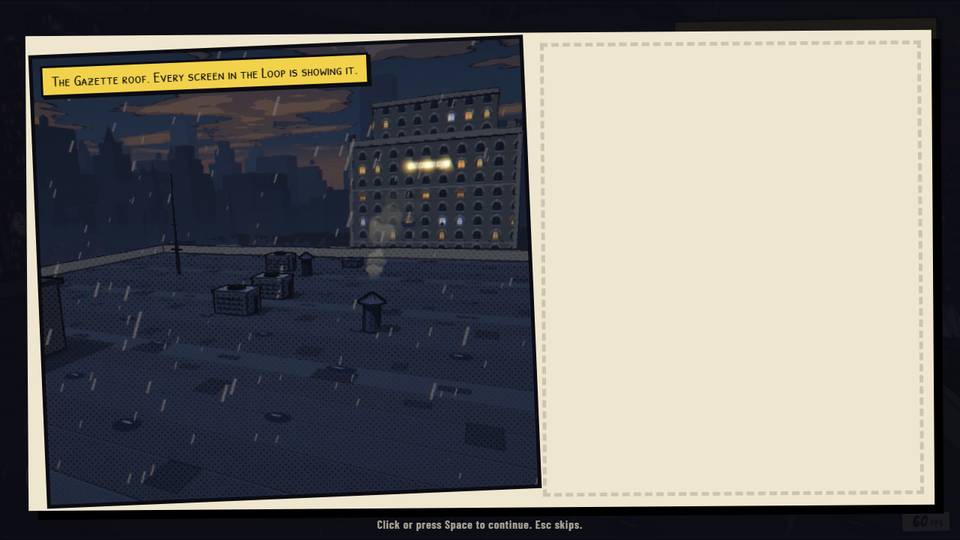 The Gazette roof. Every screen in the Loop is showing it.
Click or press Space to continue. Esc skips.
60 FPS